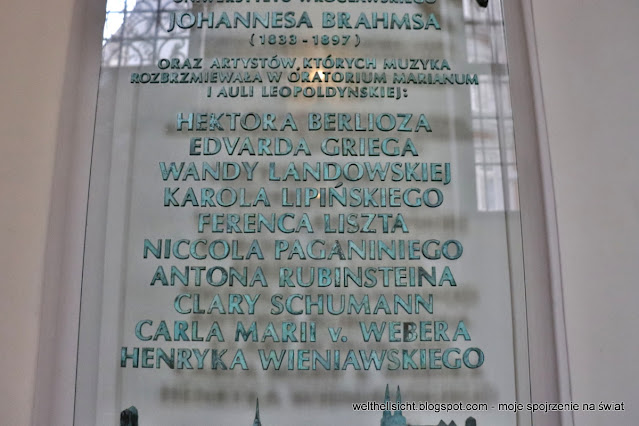 UNIWERSYTETU WROCŁAWSKIEGO
JOHANNESA BRAHMSA
(1833-1897)
ORAZ ARTYSTÓW, KTÓRYCH MUZYKA
ROZBRZMIEWAŁA W ORATORIUM MARIANUM
I AULI LEOPOLDYŃSKIEJ:
HEKTORA BERLIOZA
EDVARDA GRIEGA
WANDY LANDOWSKIEJ
KAROLA LIPIŃSKIEGO
FERENCA LISZTA
NICCOLA PAGANINIEGO
ANTONA RUBINSTEINA
CLARY SCHUMANN
CARLA MARII v. WEBERA
HENRYKA WIENIAWSKIEGO
welthellsicht.blogspot.com - moje spojrzenie na świat